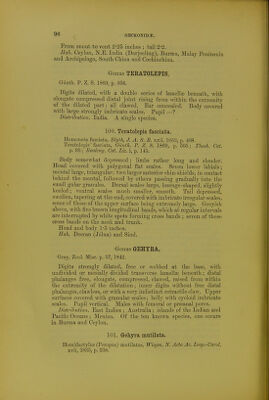 96 GECKONIDÆ.
From snout to vent 2·25 inches; tail 2·2.
Hab. Ceylon, N.E. India (Darjeeling), Burma, Malay Peninsula
and Archipelago, South China and Cochinchina.
Genus TERATOLEPIS,
Günth. P. Z. S. 1869, p. 504.
Digits dilated, with a double series of lamellæ beneath, with
elongate compressed distal joint rising from within the extremity
of the dilated part; all clawed. Ear concealed. Body covered
with large strongly imbricate scales. Pupil —?
Distribution. India. A single species.
100. Teratolepis fasciata.
Homonota fasciata, Blyth, J. A. S. B. xxii, 1853, p. 468.
Teratolepis fasciata, Günth. P. Z. S. 1869, p. 505; Theob. Cat.
p. 89; Bouleng. Cat. Liz. i, p. 145.
Body somewhat depressed; limbs rather long and slender.
Head covered with polygonal flat scales. Seven lower labials;
mental large, triangular; two larger anterior chin shields, in contact
behind the mental, followed by others passing gradually into the
small gular granules. Dorsal scales large, lozenge-shaped, slightly
keeled; ventral scales much smaller, smooth. Tail depressed,
swollen, tapering at the end, covered with imbricate irregular scales,
some of those of the upper surface being extremely large. Greyish
above, with five brown longitudinal bands, which at regular intervals
are interrupted by white spots forming cross bands; seven of these
cross bands on the neck and trunk.
Head and body 1·3 inches.
Hab. Deccan (Jalna) and Sind.
Genus GEHYRA,
Gray, Zool. Misc. p. 57, 1842.
Digits strongly dilated, free or webbed at the base, with
undivided or mesially divided transverse lamellæ beneath; distal
phalanges free, elongate, compressed, clawed, raised from within
the extremity of the dilatation; inner digits without free distal
phalanges, clawless, or with a very indistinct retractile claw. Upper
surfaces covered with granular scales; belly with cycloid imbricate
scales. Pupil vertical. Males with femoral or preanal pores.
Distribution. East Indies; Australia; islands of the Indian and
Pacific Oceans; Mexico. Of the ten known species, one occurs
in Burma and Ceylon.
101. Gehyra mutilata.
Hemidactylus (Peropus) mutilatus, Wiegm. N. Acta Ac. Leop.-Carol.
xvii, 1835, p. 238.